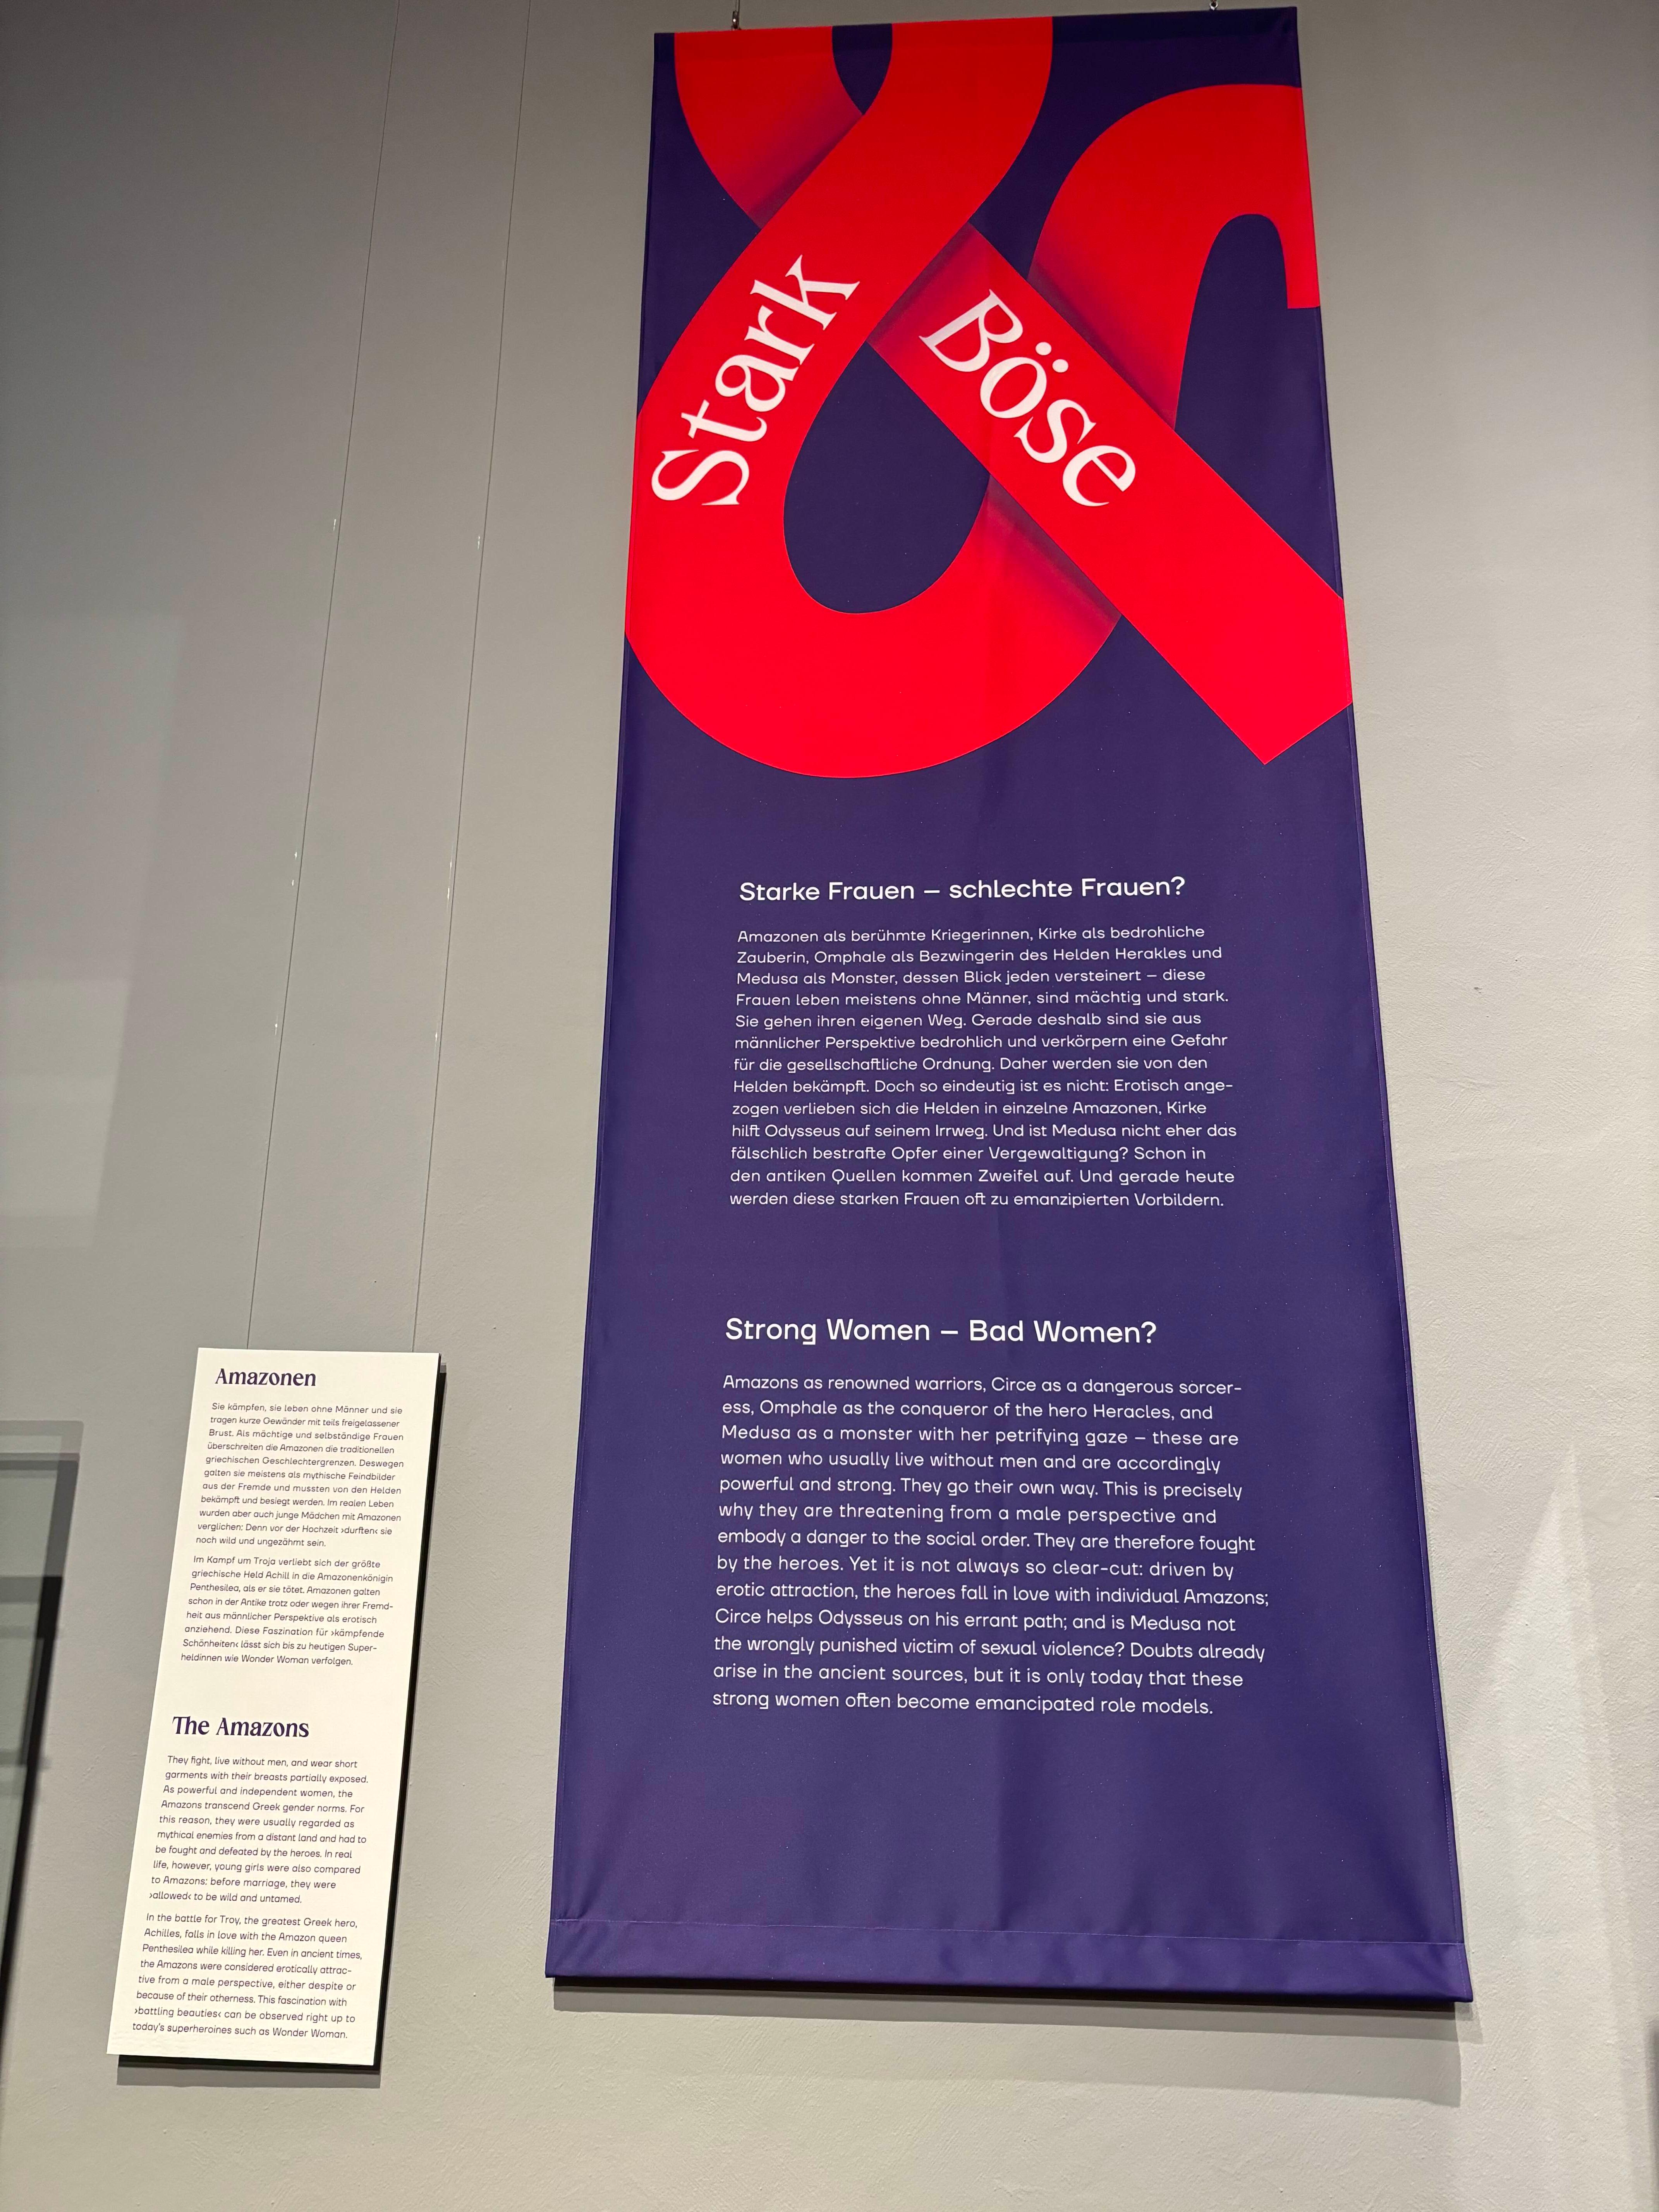 Stark
Böse
Starke Frauen – schlechte Frauen?
Amazonen als berühmte Kriegerinnen, Kirke als bedrohliche
Zauberin, Omphale als Bezwingerin des Helden Herakles und
Medusa als Monster, dessen Blick jeden versteinert – diese
Frauen leben meistens ohne Männer, sind mächtig und stark.
Sie gehen ihren eigenen Weg. Gerade deshalb sind sie aus
männlicher Perspektive bedrohlich und verkörpern eine Gefahr
für die gesellschaftliche Ordnung. Daher werden sie von den
Helden bekämpft. Doch so eindeutig ist es nicht: Erotisch ange-
zogen verlieben sich die Helden in einzelne Amazonen, Kirke
hilft Odysseus auf seinem Irrweg. Und ist Medusa nicht eher das
fälschlich bestrafte Opfer einer Vergewaltigung? Schon in
den antiken Quellen kommen Zweifel auf. Und gerade heute
werden diese starken Frauen oft zu emanzipierten Vorbildern.
Strong Women – Bad Women?
Amazons as renowned warriors, Circe as a dangerous sorcer-
ess, Omphale as the conqueror of the hero Heracles, and
Medusa as a monster with her petrifying gaze – these are
women who usually live without men and are accordingly
powerful and strong. They go their own way. This is precisely
why they are threatening from a male perspective and
embody a danger to the social order. They are therefore fought
by the heroes. Yet it is not always so clear-cut: driven by
erotic attraction, the heroes fall in love with individual Amazons;
Circe helps Odysseus on his errant path; and is Medusa not
the wrongly punished victim of sexual violence? Doubts already
arise in the ancient sources, but it is only today that these
strong women often become emancipated role models.
Amazonen
Sie kämpfen, sie leben ohne Männer und sie
tragen kurze Gewänder mit teils freigelassener
Brust. Als mächtige und selbständige Frauen
überschreiten die Amazonen die traditionellen
griechischen Geschlechtergrenzen. Deswegen
galten sie meistens als mythische Feindbilder
aus der Fremde und mussten von den Helden
bekämpft und besiegt werden. Im realen Leben
wurden aber auch junge Mädchen mit Amazonen
verglichen: Denn vor der Hochzeit ›durften‹ sie
noch wild und ungezähmt sein.
Im Kampf um Troja verliebt sich der größte
griechische Held Achill in die Amazonenkönigin
Penthesilea, als er sie tötet. Amazonen galten
schon in der Antike trotz oder wegen ihrer Fremd-
heit aus männlicher Perspektive als erotisch
anziehend. Diese Faszination für ›kämpfende
Schönheiten‹ lässt sich bis zu heutigen Super-
heldinnen wie Wonder Woman verfolgen.
The Amazons
They fight, live without men, and wear short
garments with their breasts partially exposed.
As powerful and independent women, the
Amazons transcend Greek gender norms. For
this reason, they were usually regarded as
mythical enemies from a distant land and had to
be fought and defeated by the heroes. In real
life, however, young girls were also compared
to Amazons: before marriage, they were
›allowed‹ to be wild and untamed.
In the battle for Troy, the greatest Greek hero,
Achilles, falls in love with the Amazon queen
Penthesilea while killing her. Even in ancient times,
the Amazons were considered erotically attrac-
tive from a male perspective, either despite or
because of their otherness. This fascination with
›battling beauties‹ can be observed right up to
today's superheroines such as Wonder Woman.